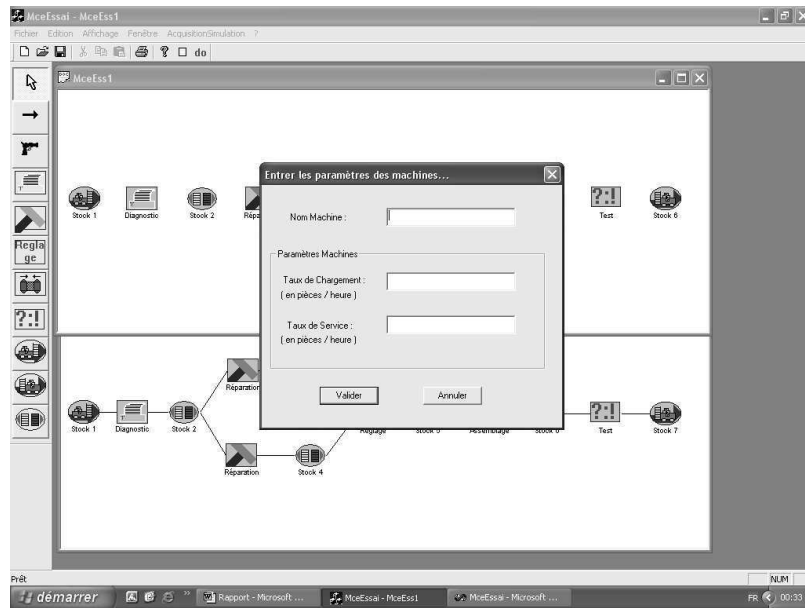 MceEssai - MceEss1
Fichier Edition Affichage Fenêtre AcquisitionSimulation ?
do
MceEss1
Entrer les paramètres des machines...
Nom Machine :
Stock 1 Diagnostic Stock 2 Répa Test Stock 6
Regla
ge
Paramètres Machines
Taux de Chargement :
( en pièces / heure )
Taux de Service :
( en pièces / heure )
?:!
Réparation
Valider Annuler
Stock 1 Diagnostic Stock 2 Réglage Stock 5 Assemblage Stock 6 Test Stock 7
Réparation Stock 4
Prêt NUM
démarrer Rapport - Microsoft ... MceEssai - MceEss1 MceEssai - Microsoft ... FR 00:33